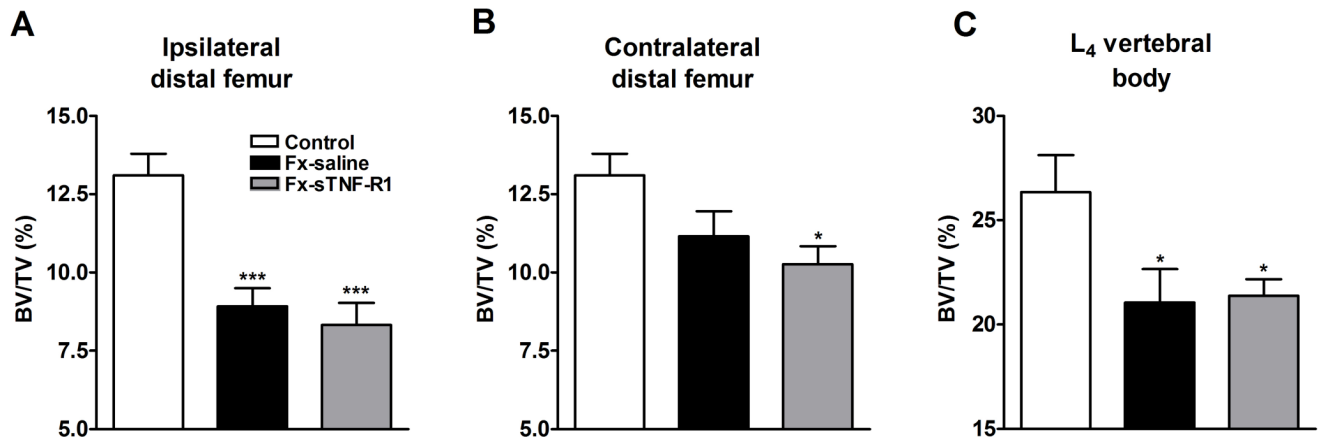 A
Ipsilateral
distal femur
15.0
12.5
10.0
7.5
5.0
BV/TV (%)
Control
Fx-saline
Fx-sTNF-R1
***
***
B
Contralateral
distal femur
15.0
12.5
10.0
7.5
5.0
BV/TV (%)
*
C
L₄ vertebral
body
30
25
20
15
BV/TV (%)
*
*